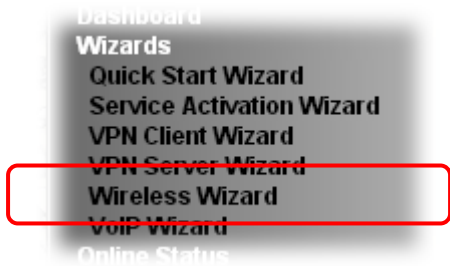 Dashboard
Wizards
Quick Start Wizard
Service Activation Wizard
VPN Client Wizard
VPN Server Wizard
Wireless Wizard
VoIP Wizard
Online Status